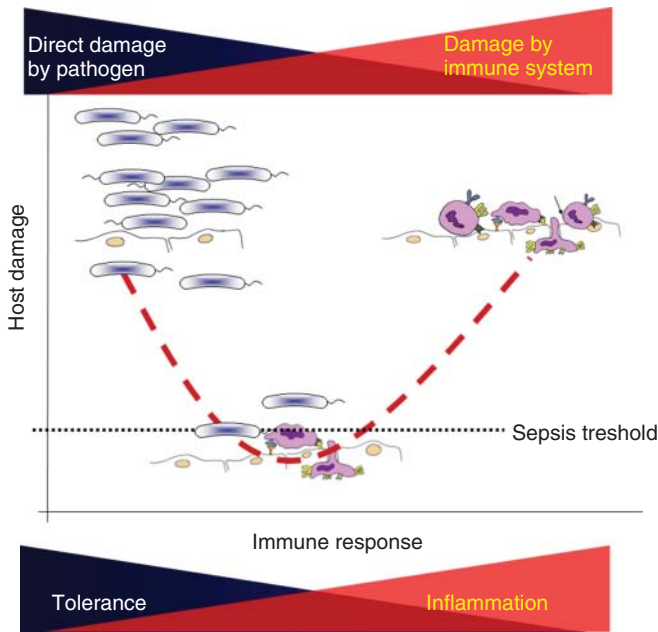 Direct damage
by pathogen
Damage by
immune system
Host damage
Sepsis treshold
Immune response
Tolerance
Inflammation